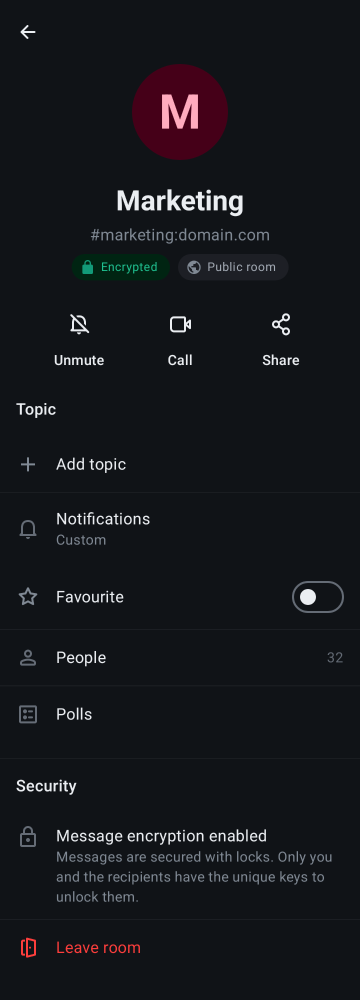 M
Marketing
#marketing:domain.com
Encrypted
Public room
Unmute
Call
Share
Topic
Add topic
Notifications
Custom
Favourite
People
32
Polls
Security
Message encryption enabled
Messages are secured with locks. Only you
and the recipients have the unique keys to
unlock them.
Leave room